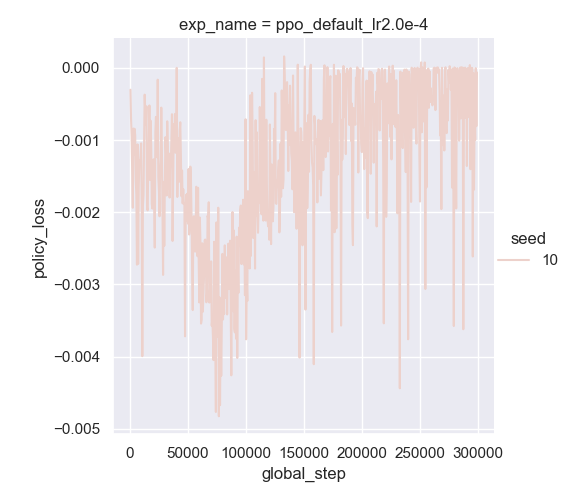 exp_name = ppo_default_lr2.0e-4
0.000
−0.001
−0.002
−0.003
−0.004
−0.005
policy_loss
0 50000 100000 150000 200000 250000 300000
global_step
seed
10